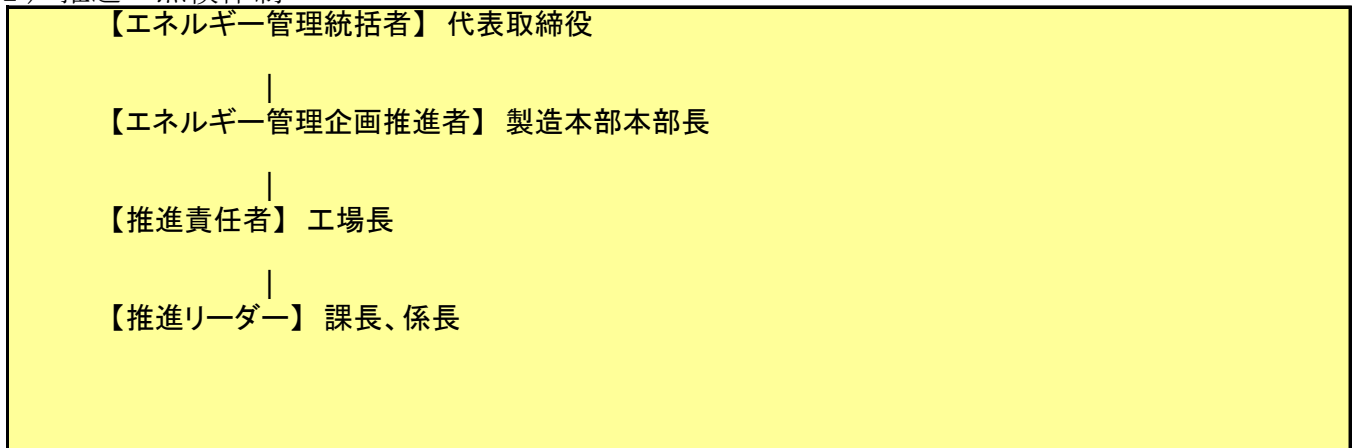 【エネルギー管理統括者】 代表取締役
|
【エネルギー管理企画推進者】 製造本部本部長
|
【推進責任者】 工場長
|
【推進リーダー】 課長、係長